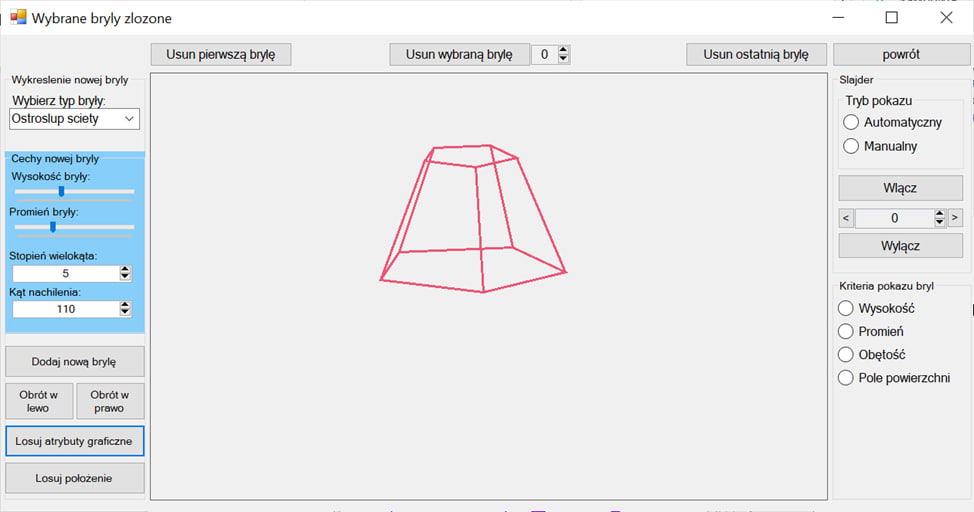 Wybrane bryly zlozone
Usun pierwszą bryłę
Usun wybraną bryłę
0
Usun ostatnią bryłę
powrót
Wykreslenie nowej bryly
Wybierz typ bryły:
Ostroslup sciety
Cechy nowej bryly
Wysokość bryły:
Promień bryły:
Stopień wielokąta:
5
Kąt nachilenia:
110
Dodaj nową bryłę
Obrót w
lewo
Obrót w
prawo
Losuj atrybuty graficzne
Losuj położenie
Slajder
Tryb pokazu
Automatyczny
Manualny
Włącz
<
0
>
Wyłącz
Kriteria pokazu bryl
Wysokość
Promień
Obętość
Pole powierzchni